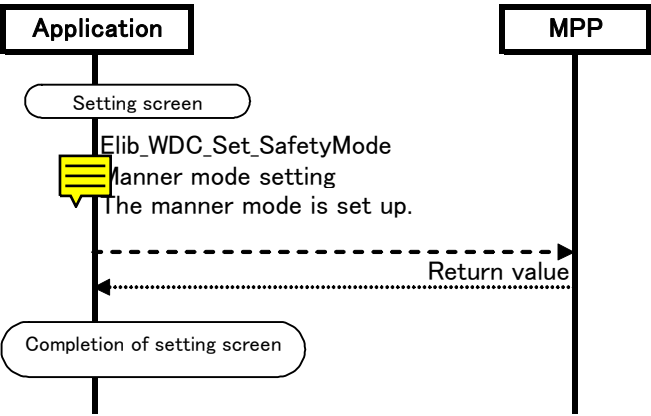 Application
MPP
Setting screen
Elib_WDC_Set_SafetyMode
Manner mode setting
The manner mode is set up.
Return value
Completion of setting screen